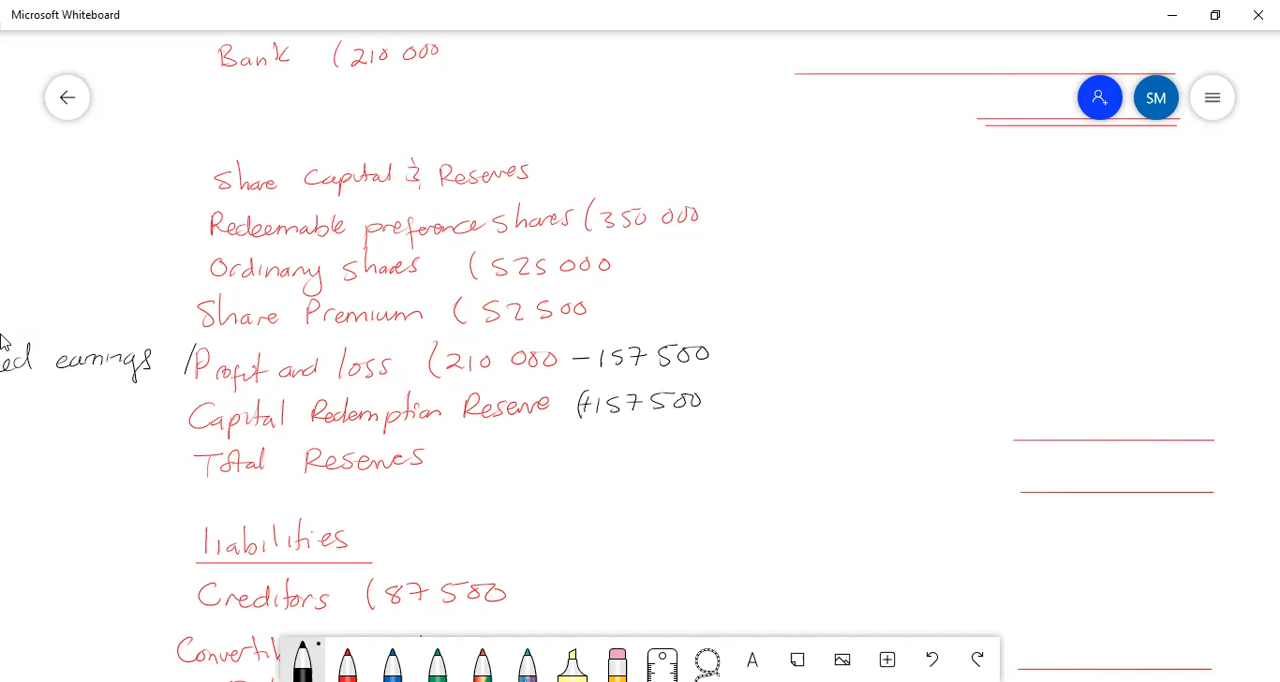 Microsoft Whiteboard
Bank (210 000
SM
Share Capital & Reserves
Redeemable preference shares (350 000
Ordinary shares (525 000
Share Premium (52 500
ed earnings / Profit and loss (210 000 - 157 500
Capital Redemption Reserve (+157 500
Total Reserves
liabilities
Creditors (87 500
Convertib
A